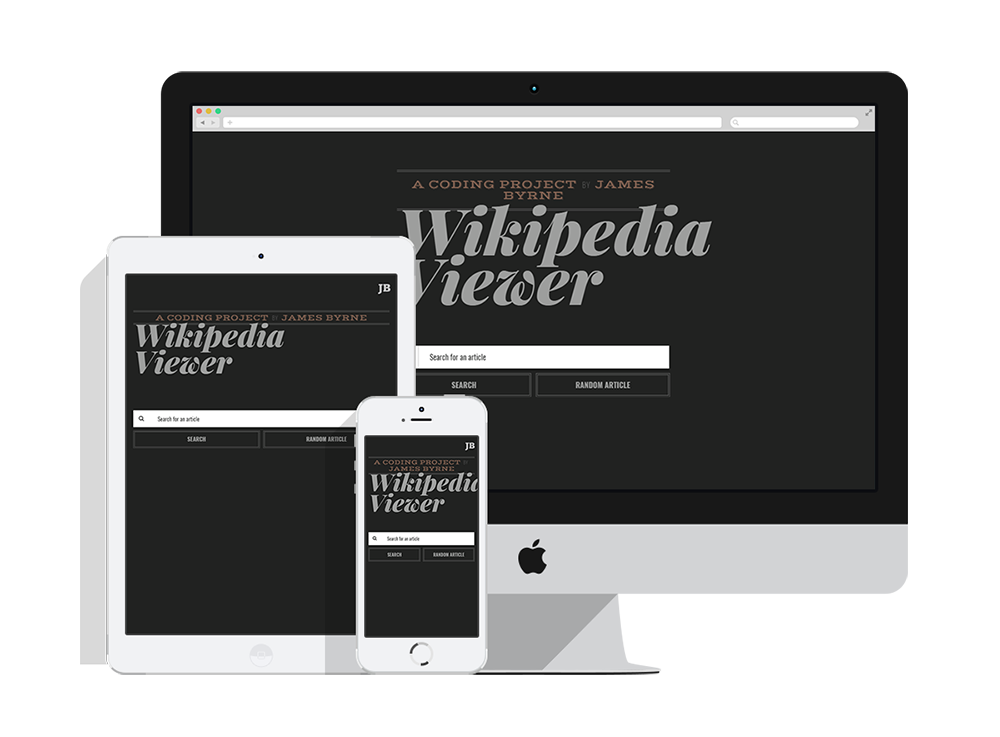 A CODING PROJECT BY JAMES
BYRNE
Wikipedia
Viewer
Search for an article
SEARCH
RANDOM ARTICLE
JB
A CODING PROJECT BY JAMES BYRNE
Wikipedia
Viewer
Search for an article
SEARCH
RANDOM ARTICLE
JB
A CODING PROJECT BY
JAMES BYRNE
Wikipedia
Viewer
Search for an article
SEARCH
RANDOM ARTICLE